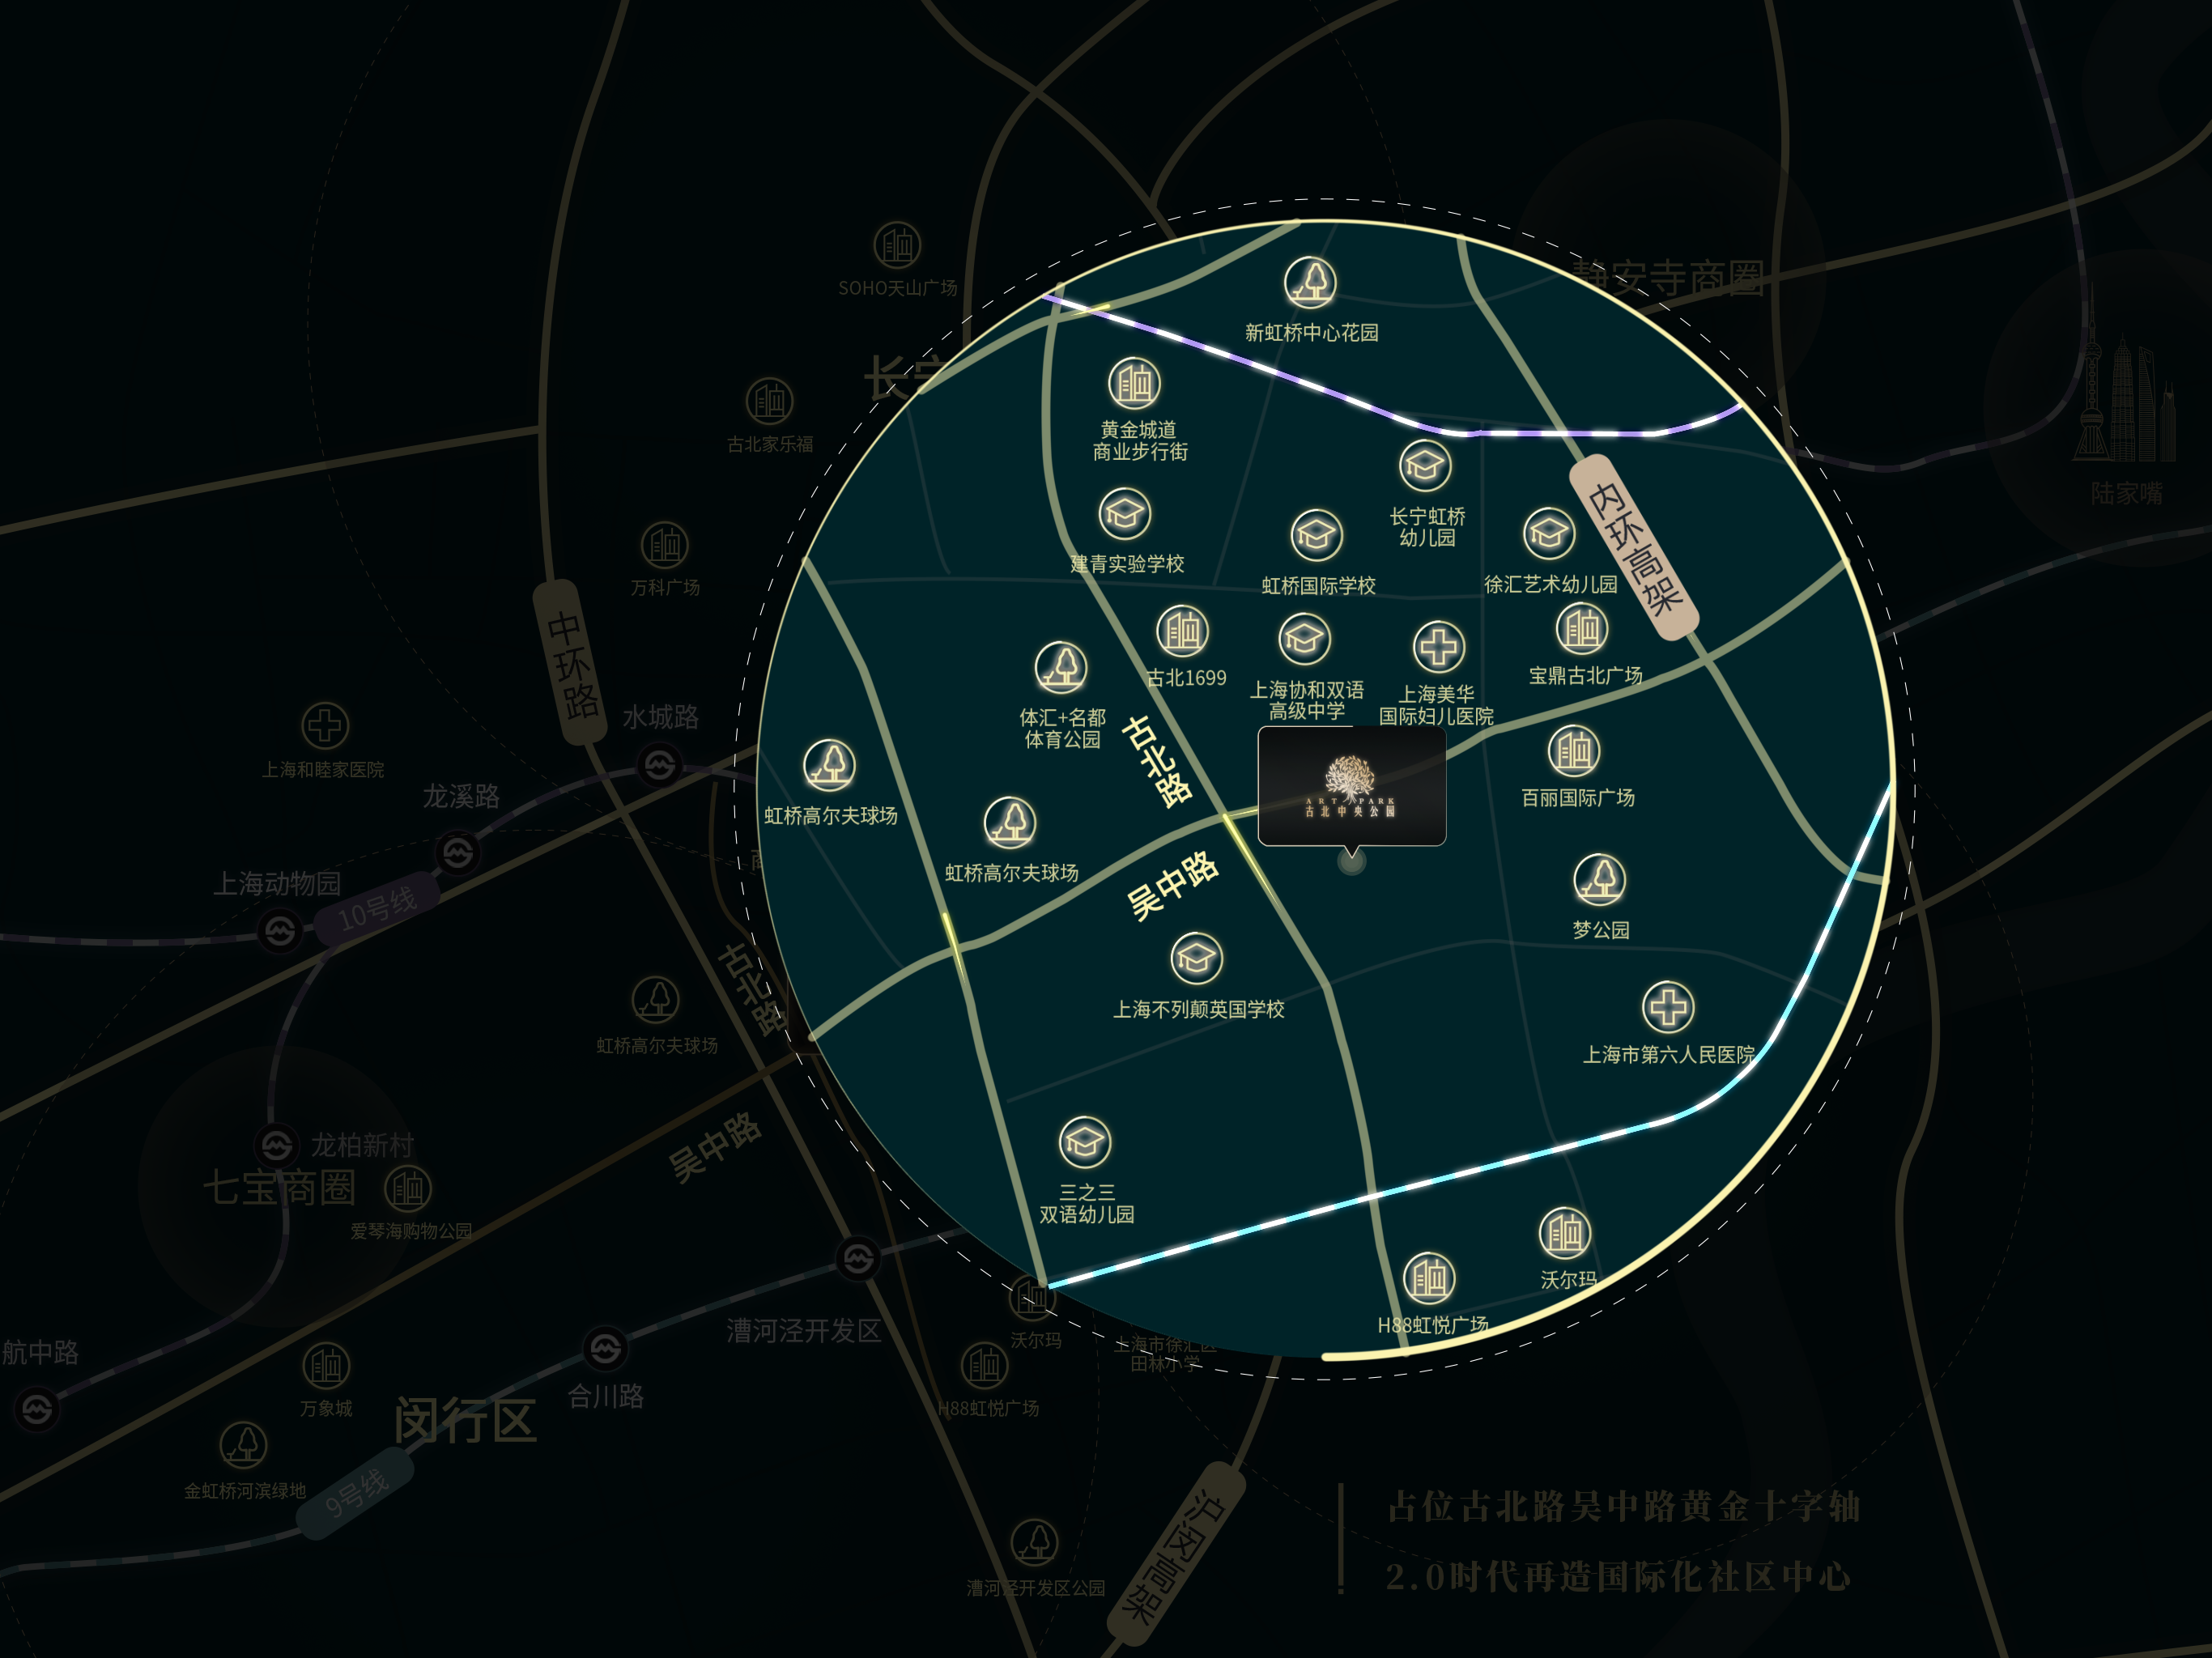 SOHO天山广场
静安寺商圈
新虹桥中心花园
长宁
古北家乐福
黄金城道
商业步行街
陆家嘴
内环高架
长宁虹桥
幼儿园
建青实验学校
虹桥国际学校
徐汇艺术幼儿园
万科广场
中环路
古北1699
上海协和双语
高级中学
上海美华
国际妇儿医院
宝鼎古北广场
体汇+名都
体育公园
水城路
古北路
上海和睦家医院
龙溪路
虹桥高尔夫球场
ART PARK
古北中央公园
百丽国际广场
上海动物园
10号线
虹桥高尔夫球场
吴中路
梦公园
古北路
上海不列颠英国学校
虹桥高尔夫球场
上海市第六人民医院
龙柏新村
七宝商圈
吴中路
爱琴海购物公园
三之三
双语幼儿园
沃尔玛
H88虹悦广场
漕河泾开发区
沃尔玛
上海市徐汇区
田林小学
航中路
合川路
万象城
H88虹悦广场
闵行区
金虹桥河滨绿地
9号线
沪闵高架
漕河泾开发区公园
占位古北路吴中路黄金十字轴
2.0时代再造国际化社区中心